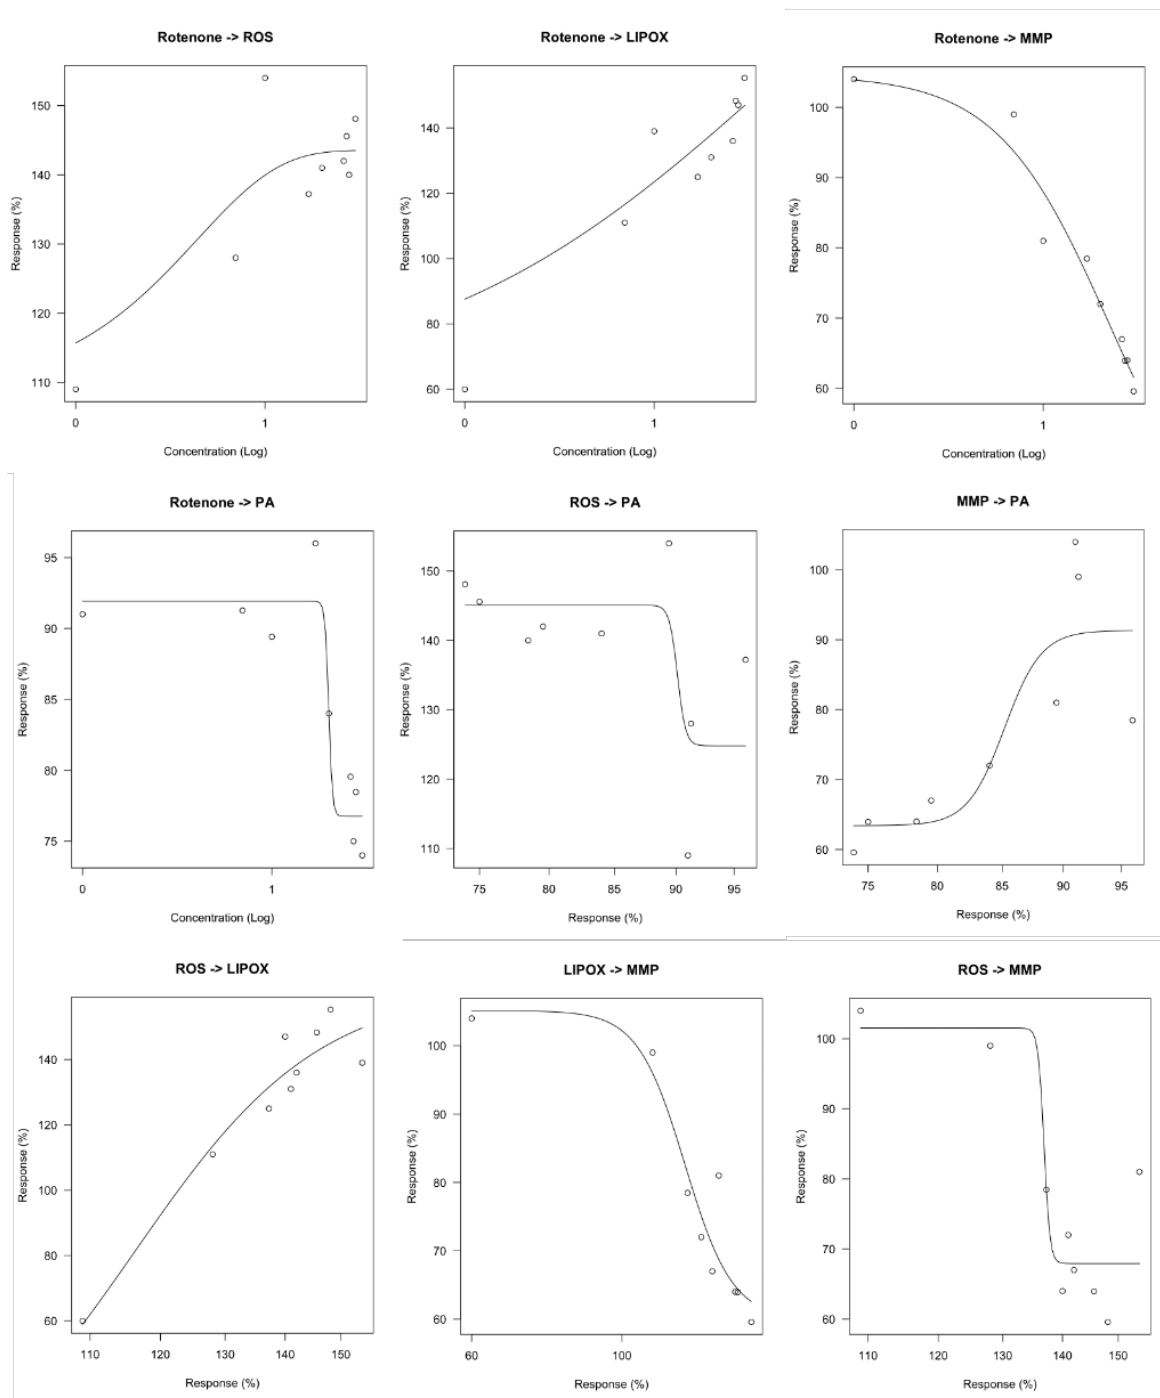 Rotenone -> ROS
Response (%)
150
140
130
120
110
0 1
Concentration (Log)
Rotenone -> LIPOX
Response (%)
140
120
100
80
60
0 1
Concentration (Log)
Rotenone -> MMP
Response (%)
100
90
80
70
60
0 1
Concentration (Log)
Rotenone -> PA
Response (%)
95
90
85
80
75
0 1
Concentration (Log)
ROS -> PA
Response (%)
150
140
130
120
110
75 80 85 90 95
Response (%)
MMP -> PA
Response (%)
100
90
80
70
60
75 80 85 90 95
Response (%)
ROS -> LIPOX
Response (%)
140
120
100
80
60
110 120 130 140 150
Response (%)
LIPOX -> MMP
Response (%)
100
90
80
70
60
60 100
Response (%)
ROS -> MMP
Response (%)
100
90
80
70
60
110 120 130 140 150
Response (%)